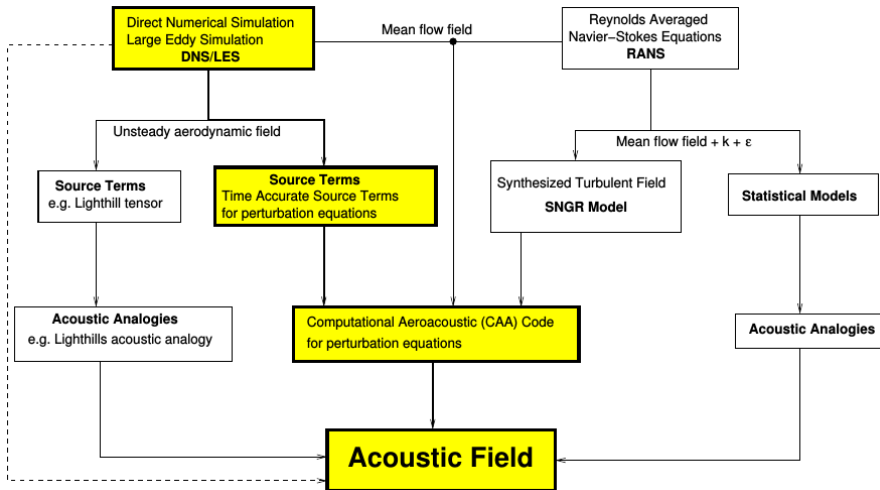 Direct Numerical Simulation
Large Eddy Simulation
DNS/LES
Mean flow field
Reynolds Averaged
Navier−Stokes Equations
RANS
Unsteady aerodynamic field
Mean flow field + k + ε
Source Terms
e.g. Lighthill tensor
Source Terms
Time Accurate Source Terms
for perturbation equations
Synthesized Turbulent Field
SNGR Model
Statistical Models
Acoustic Analogies
e.g. Lighthills acoustic analogy
Computational Aeroacoustic (CAA) Code
for perturbation equations
Acoustic Analogies
Acoustic Field